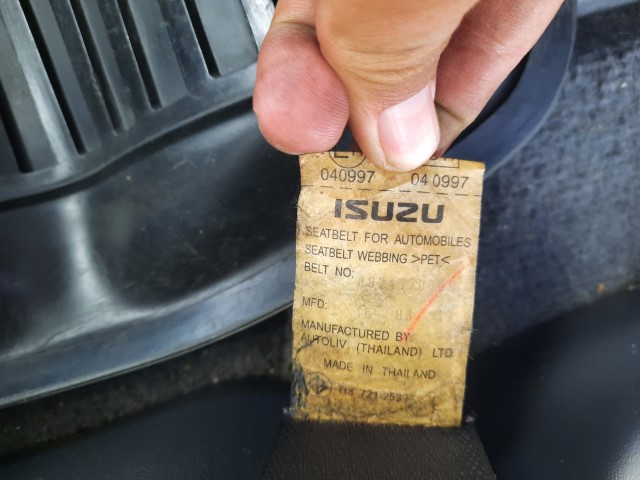 040997 04 0997
ISUZU
SEATBELT FOR AUTOMOBILES
SEATBELT WEBBING >PET<
BELT NO:
MFD:
MANUFACTURED BY:
AUTOLIV (THAILAND) LTD.
MADE IN THAILAND